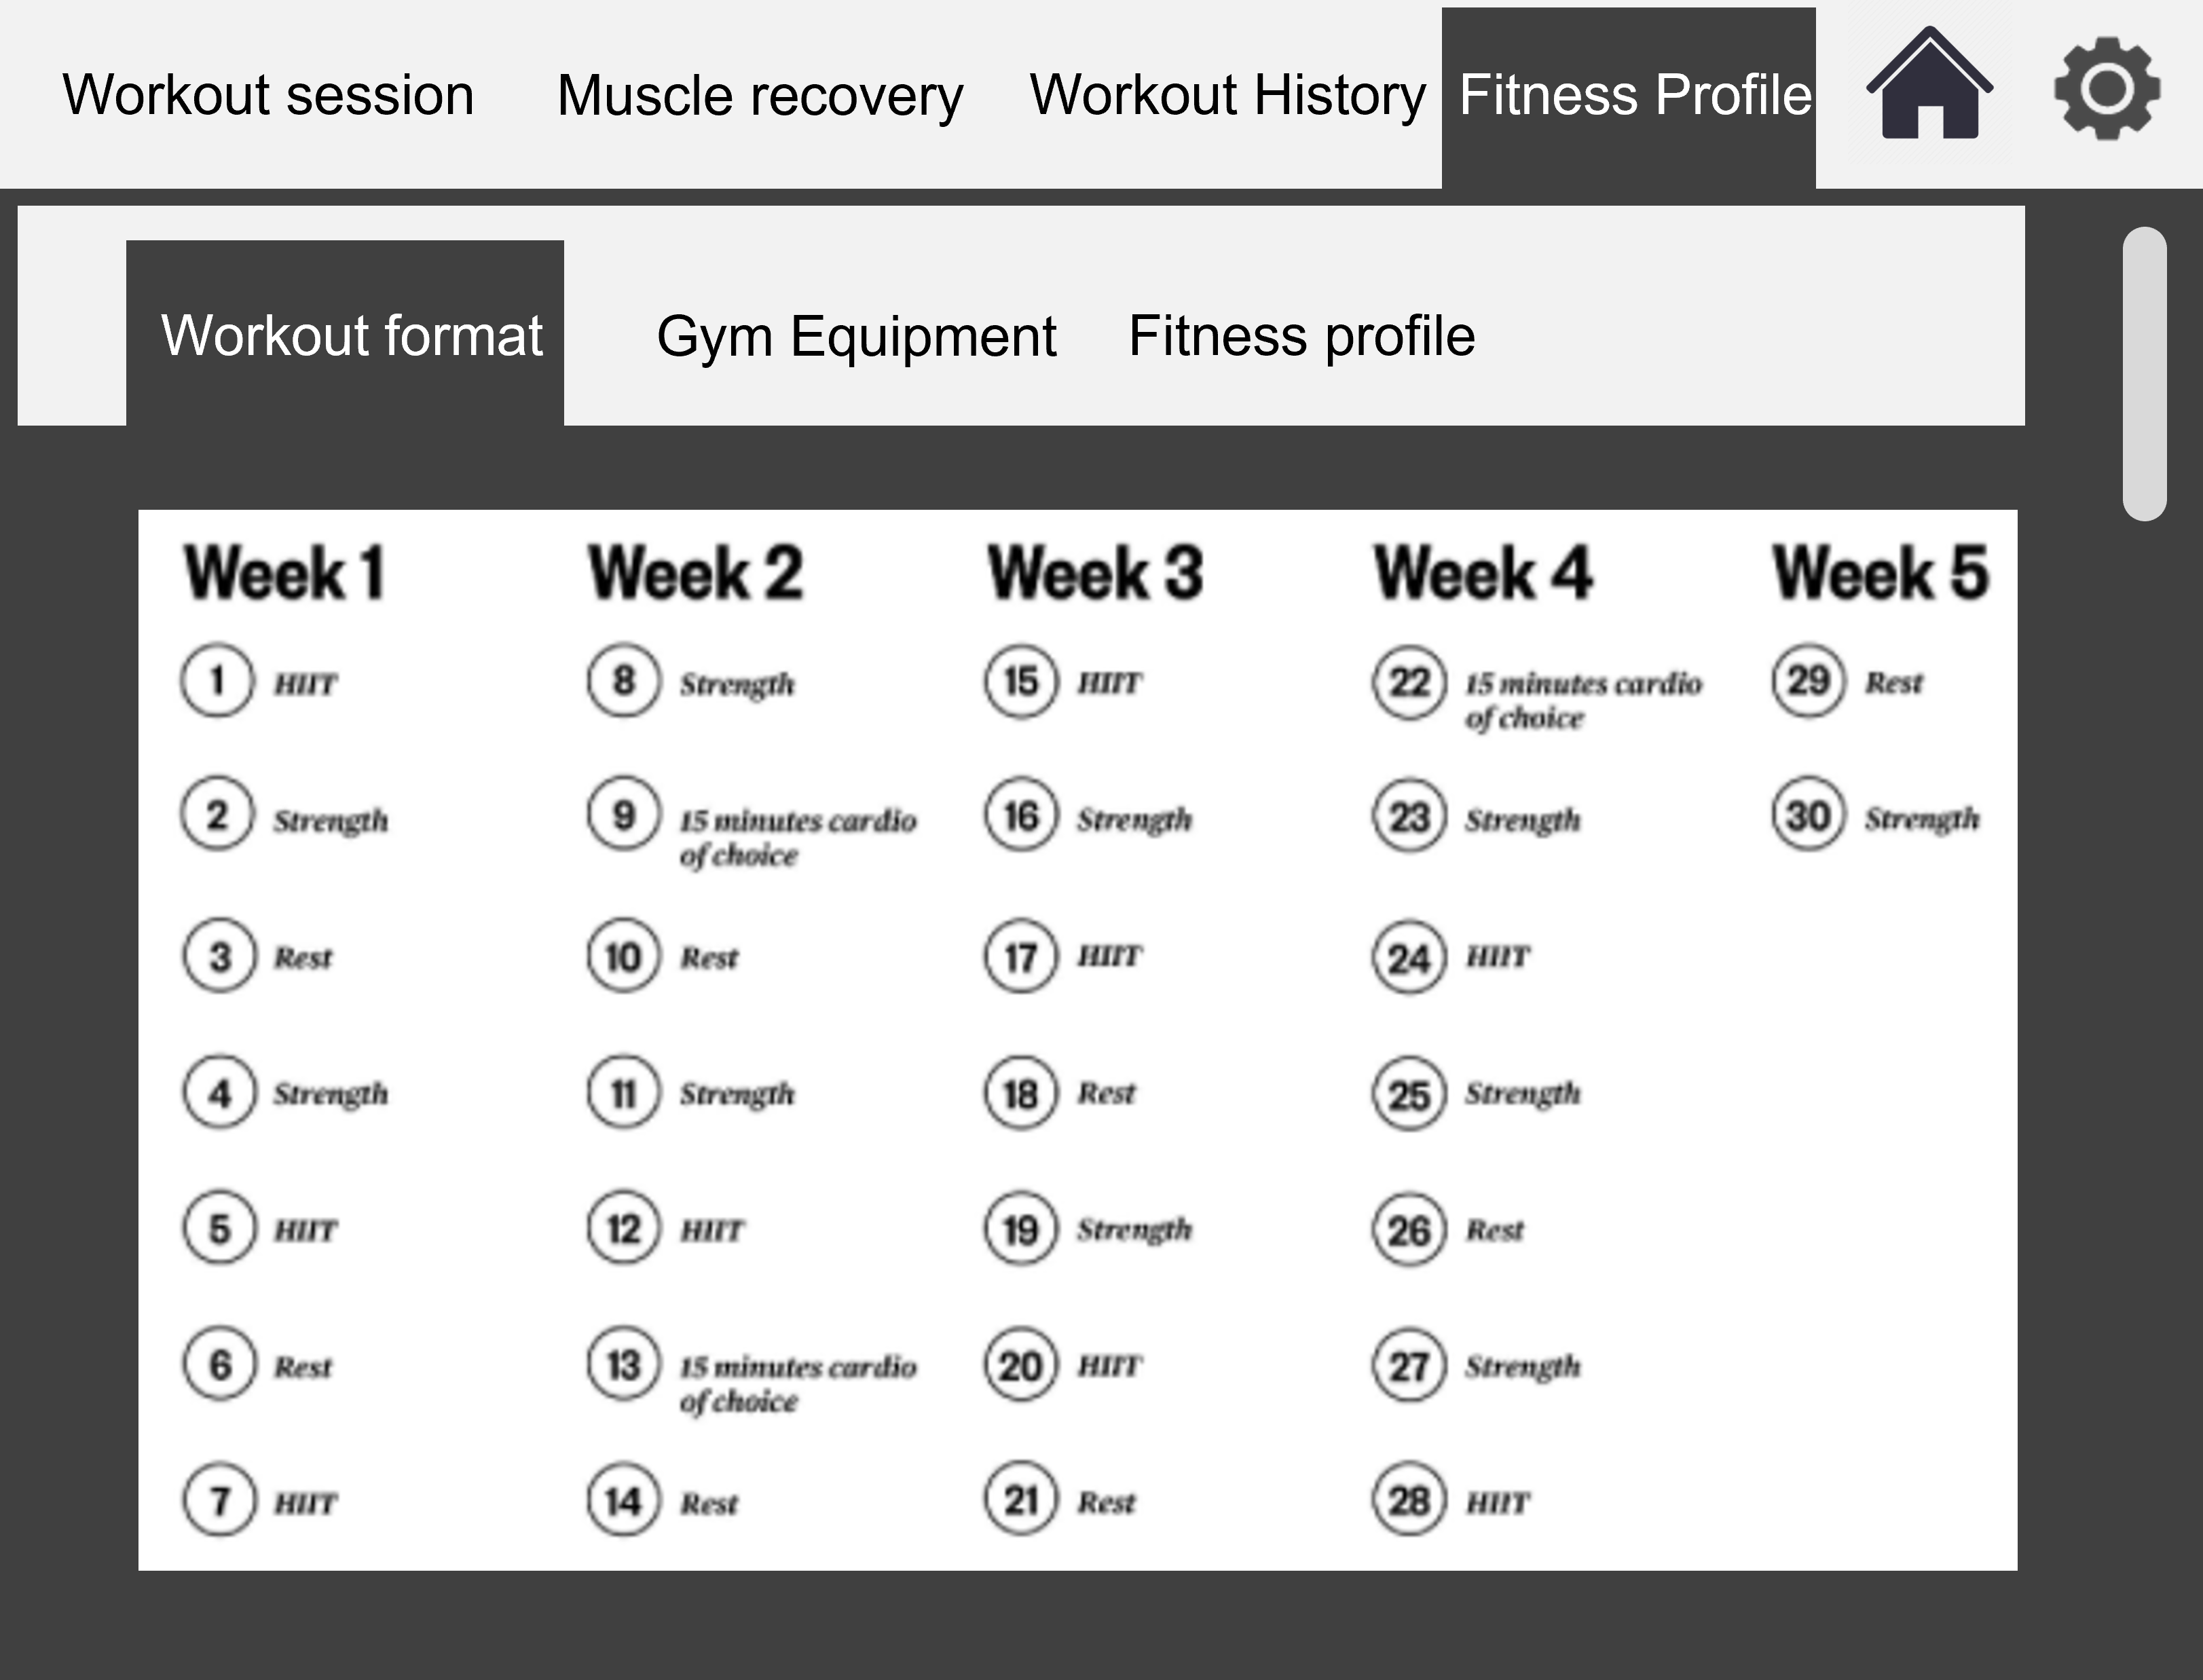 Workout session
Muscle recovery
Workout History
Fitness Profile
Workout format
Gym Equipment
Fitness profile
Week 1
1 HIIT
2 Strength
3 Rest
4 Strength
5 HIIT
6 Rest
7 HIIT
Week 2
8 Strength
9 15 minutes cardio
of choice
10 Rest
11 Strength
12 HIIT
13 15 minutes cardio
of choice
14 Rest
Week 3
15 HIIT
16 Strength
17 HIIT
18 Rest
19 Strength
20 HIIT
21 Rest
Week 4
22 15 minutes cardio
of choice
23 Strength
24 HIIT
25 Strength
26 Rest
27 Strength
28 HIIT
Week 5
29 Rest
30 Strength